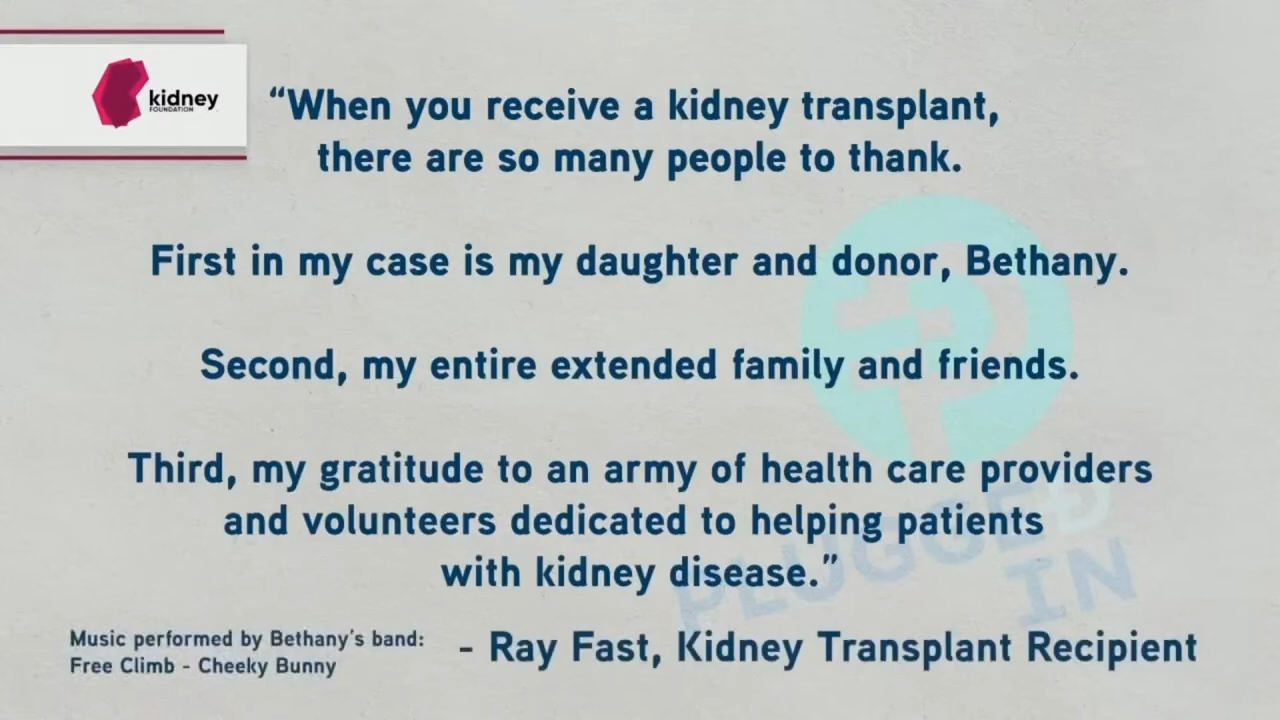 kidney
FOUNDATION
“When you receive a kidney transplant,
there are so many people to thank.
First in my case is my daughter and donor, Bethany.
Second, my entire extended family and friends.
Third, my gratitude to an army of health care providers
and volunteers dedicated to helping patients
with kidney disease.”
PLUGGED
IN
Music performed by Bethany’s band:
Free Climb - Cheeky Bunny
- Ray Fast, Kidney Transplant Recipient